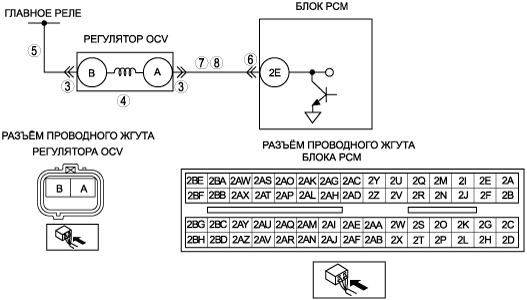 ГЛАВНОЕ РЕЛЕ
БЛОК PCM
РЕГУЛЯТОР OCV
5
7 8
6
B
A
2E
3
3
4
РАЗЪЁМ ПРОВОДНОГО ЖГУТА
РЕГУЛЯТОРА OCV
B A
РАЗЪЁМ ПРОВОДНОГО ЖГУТА
БЛОКА PCM
2BE 2BA 2AW 2AS 2AO 2AK 2AG 2AC 2Y 2U 2Q 2M 2I 2E 2A
2BF 2BB 2AX 2AT 2AP 2AL 2AH 2AD 2Z 2V 2R 2N 2J 2F 2B
2BG 2BC 2AY 2AU 2AQ 2AM 2AI 2AE 2AA 2W 2S 2O 2K 2G 2C
2BH 2BD 2AZ 2AV 2AR 2AN 2AJ 2AF 2AB 2X 2T 2P 2L 2H 2D